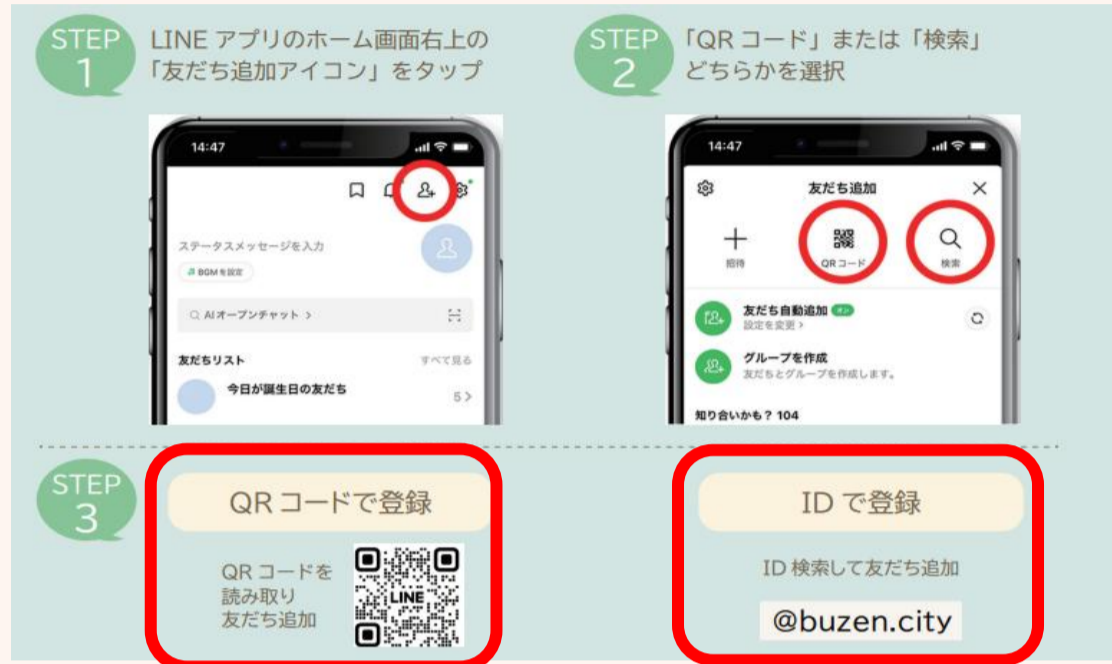 STEP
1
LINE アプリのホーム画面右上の
「友だち追加アイコン」をタップ
14:47
ステータスメッセージを入力
BGMを設定
AIオープンチャット >
友だちリスト
すべて見る
今日が誕生日の友だち
5 >
STEP
2
「QR コード」または「検索」
どちらかを選択
14:47
友だち追加
招待
QRコード
検索
友だち自動追加 オン
設定を変更 >
グループを作成
友だちとグループを作成します。
知り合いかも? 104
STEP
3
QR コードで登録
QR コードを
読み取り
友だち追加
LINE
ID で登録
ID 検索して友だち追加
@buzen.city